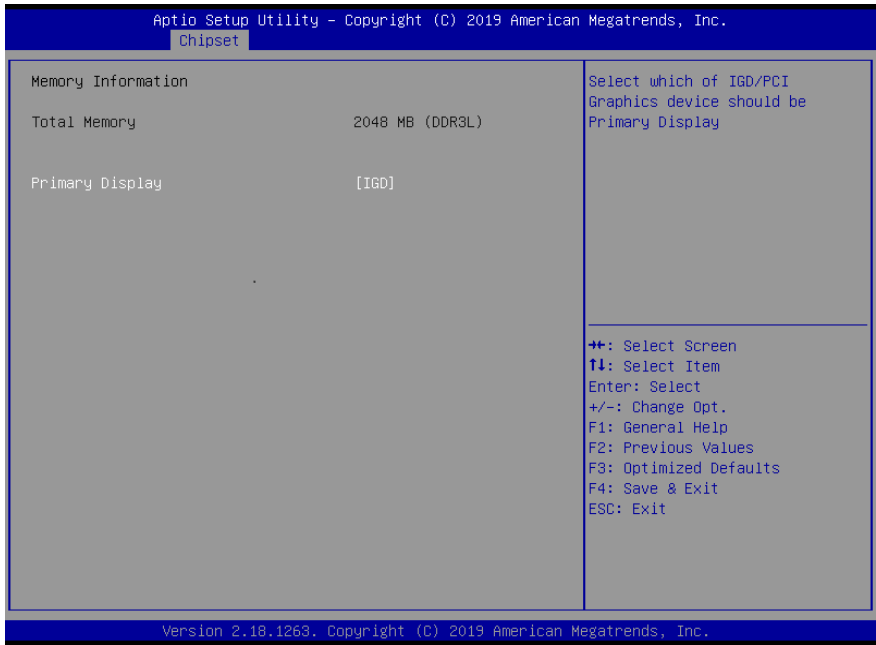 Aptio Setup Utility – Copyright (C) 2019 American Megatrends, Inc.
Chipset
Memory Information
Total Memory 2048 MB (DDR3L)
Primary Display [IGD]
Select which of IGD/PCI
Graphics device should be
Primary Display
→←: Select Screen
↑↓: Select Item
Enter: Select
+/-: Change Opt.
F1: General Help
F2: Previous Values
F3: Optimized Defaults
F4: Save & Exit
ESC: Exit
Version 2.18.1263. Copyright (C) 2019 American Megatrends, Inc.